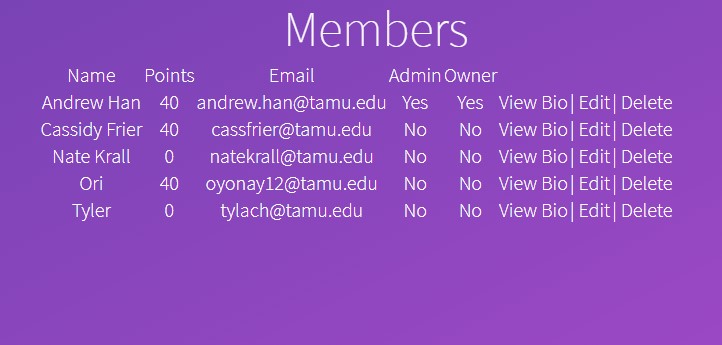 Members
Name Points Email Admin Owner
Andrew Han 40 andrew.han@tamu.edu Yes Yes View Bio | Edit | Delete
Cassidy Frier 40 cassfrier@tamu.edu No No View Bio | Edit | Delete
Nate Krall 0 natekrall@tamu.edu No No View Bio | Edit | Delete
Ori 40 oyonay12@tamu.edu No No View Bio | Edit | Delete
Tyler 0 tylach@tamu.edu No No View Bio | Edit | Delete